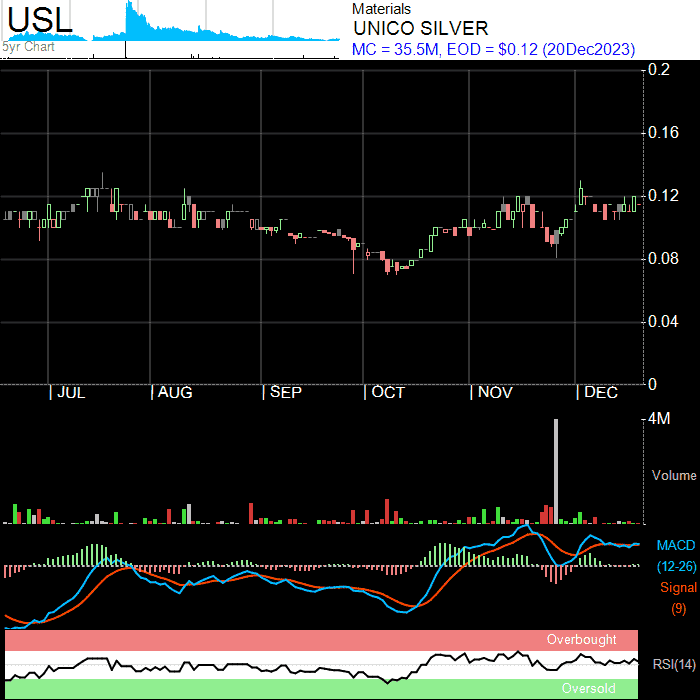 USL
5yr Chart
Materials
UNICO SILVER
MC = 35.5M, EOD = $0.12 (20Dec2023)
0.2
0.16
0.12
0.08
0.04
0
JUL AUG SEP OCT NOV DEC
4M
Volume
MACD
(12-26)
Signal
(9)
Overbought
RSI(14)
Oversold